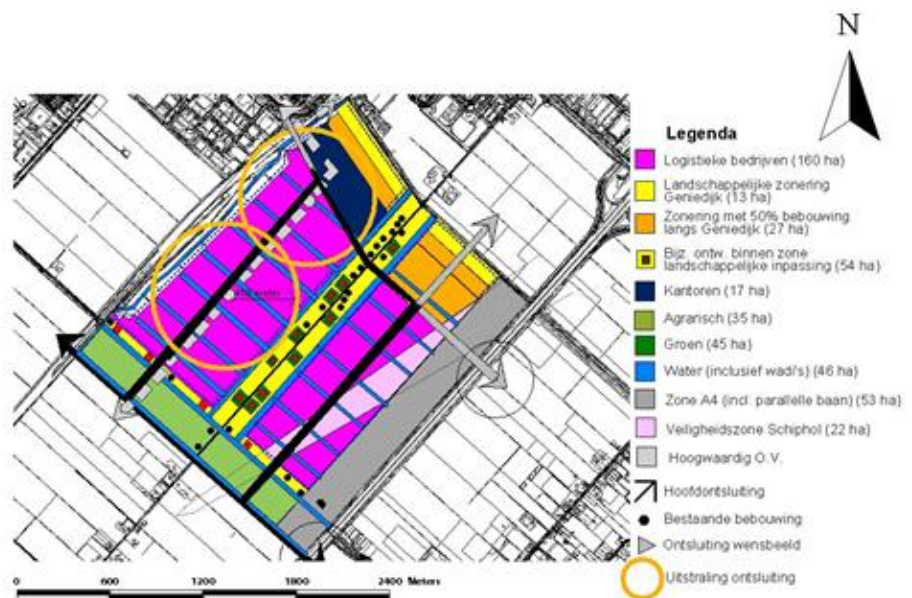 N
Legenda
Logistieke bedrijven (160 ha)
Landschappelijke zonering
Geniedijk (13 ha)
Zonering met 50% bebouwing
langs Geniedijk (27 ha)
Bijz. ontw. binnen zone
landschappelijke inpassing (54 ha)
Kantoren (17 ha)
Agrarisch (35 ha)
Groen (45 ha)
Water (inclusief wadi's) (46 ha)
Zone A4 (incl. parallelle baan) (53 ha)
Veiligheidszone Schiphol (22 ha)
Hoogwaardig O.V.
Hoofdontsluiting
Bestaande bebouwing
Ontsluiting wensbeeld
Uitstraling ontsluiting
0 600 1200 1800 2400 Meters